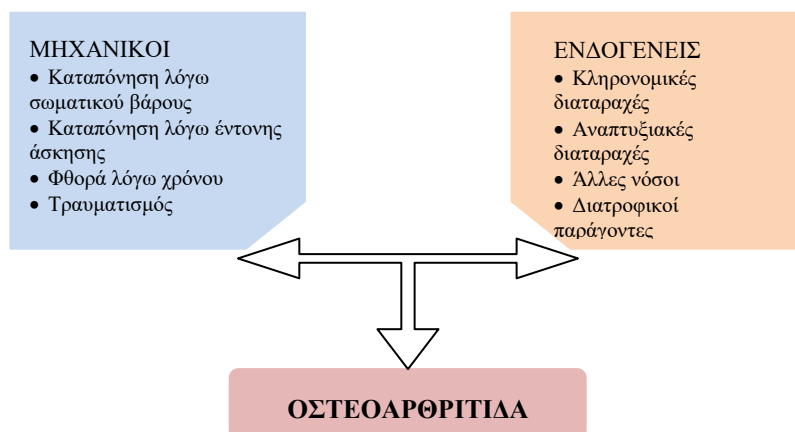 ΜΗΧΑΝΙΚΟΙ
• Καταπόνηση λόγω
σωματικού βάρους
• Καταπόνηση λόγω έντονης
άσκησης
• Φθορά λόγω χρόνου
• Τραυματισμός
ΕΝΔΟΓΕΝΕΙΣ
• Κληρονομικές
διαταραχές
• Αναπτυξιακές
διαταραχές
• Άλλες νόσοι
• Διατροφικοί
παράγοντες
ΟΣΤΕΟΑΡΘΡΙΤΙΔΑ